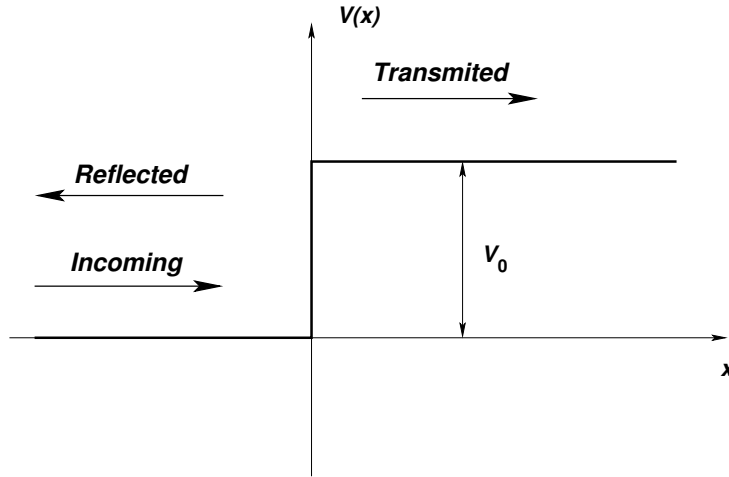 V(x)
Transmited
Reflected
Incoming
V0
x